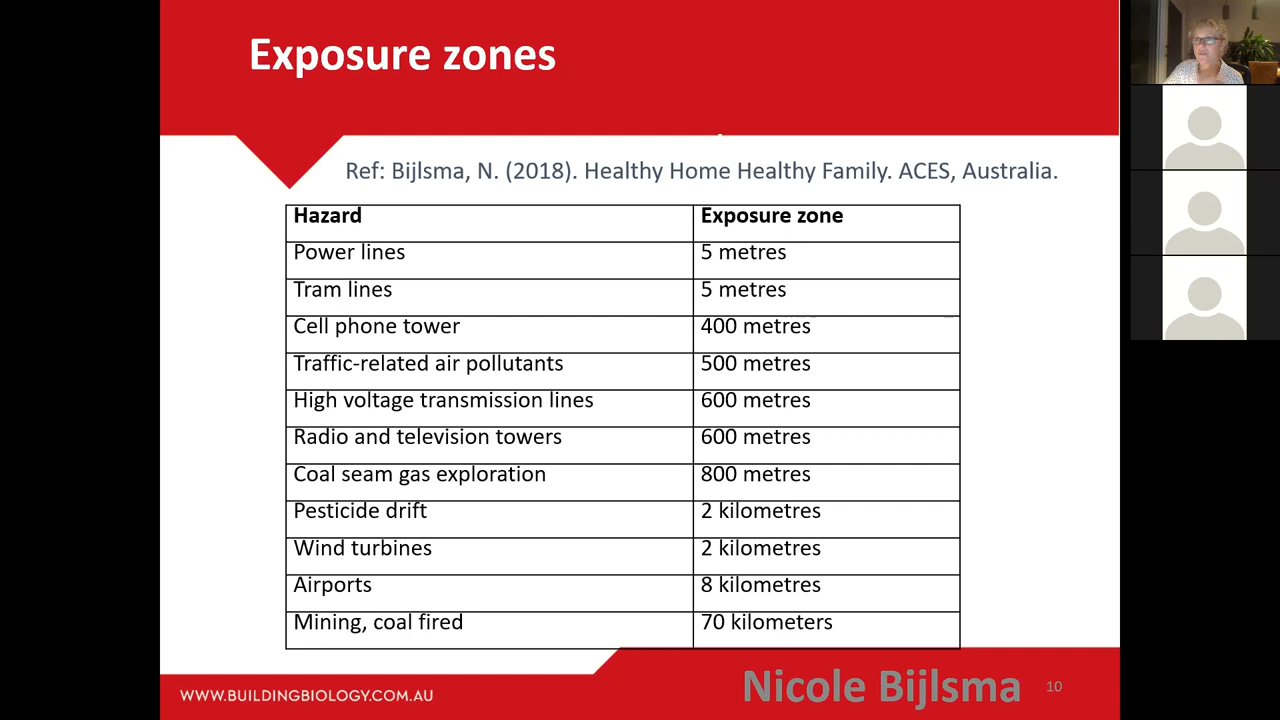 Exposure zones
Ref: Bijlsma, N. (2018). Healthy Home Healthy Family. ACES, Australia.
Hazard Exposure zone
Power lines 5 metres
Tram lines 5 metres
Cell phone tower 400 metres
Traffic-related air pollutants 500 metres
High voltage transmission lines 600 metres
Radio and television towers 600 metres
Coal seam gas exploration 800 metres
Pesticide drift 2 kilometres
Wind turbines 2 kilometres
Airports 8 kilometres
Mining, coal fired 70 kilometers
WWW.BUILDINGBIOLOGY.COM.AU Nicole Bijlsma 10